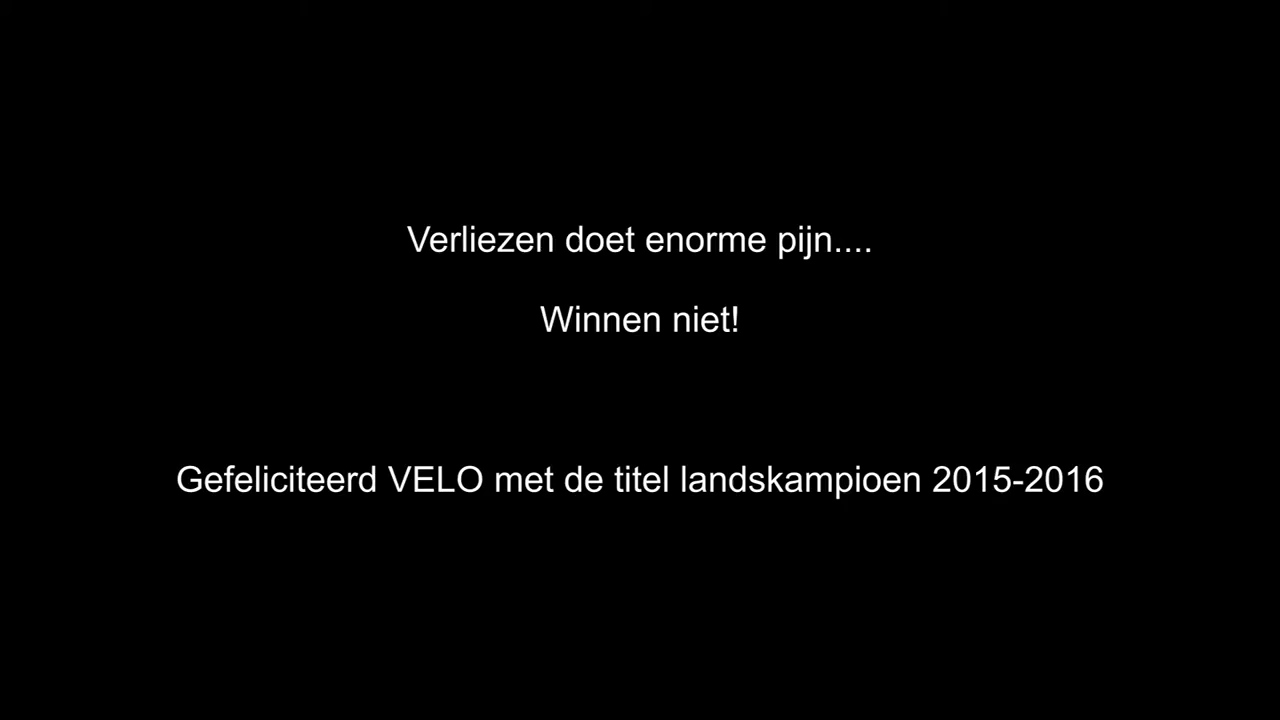 Verliezen doet enorme pijn....
Winnen niet!
Gefeliciteerd VELO met de titel landskampioen 2015-2016